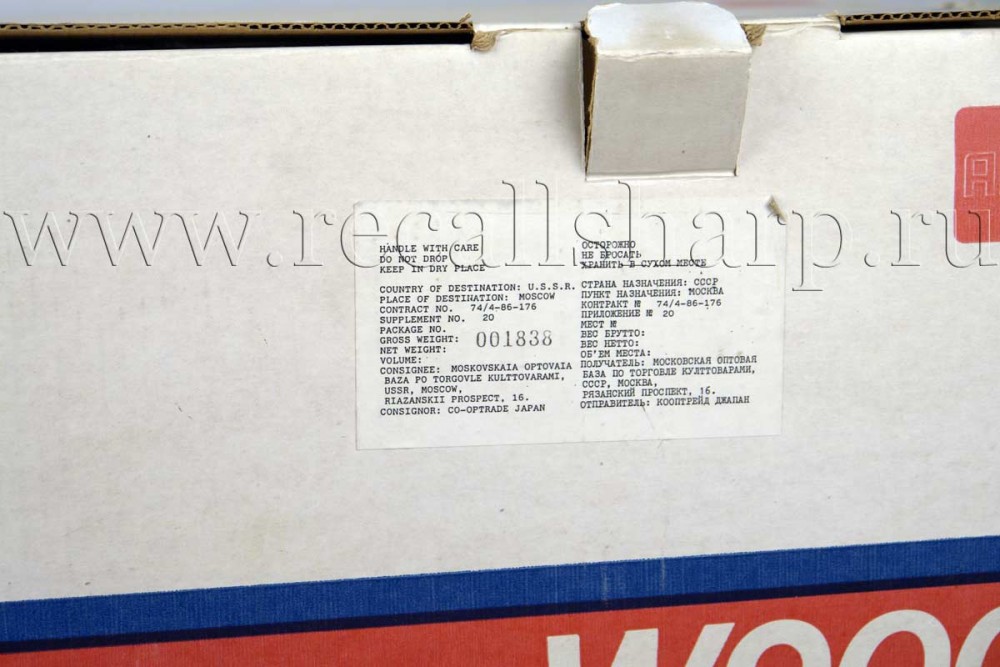 www.recallsharp.ru
HANDLE WITH CARE
DO NOT DROP
KEEP IN DRY PLACE
COUNTRY OF DESTINATION: U.S.S.R.
PLACE OF DESTINATION: MOSCOW
CONTRACT NO. 74/4-86-176
SUPPLEMENT NO. 20
PACKAGE NO.
GROSS WEIGHT: 001838
NET WEIGHT:
VOLUME:
CONSIGNEE: MOSKOVSKAIA OPTOVAIA
BAZA PO TORGOVLE KULTTOVARAMI,
USSR, MOSCOW,
RIAZANSKII PROSPECT, 16.
CONSIGNOR: CO-OPTRADE JAPAN
ОСТОРОЖНО
НЕ БРОСАТЬ
ХРАНИТЬ В СУХОМ МЕСТЕ
СТРАНА НАЗНАЧЕНИЯ: СССР
ПУНКТ НАЗНАЧЕНИЯ: МОСКВА
КОНТРАКТ № 74/4-86-176
ПРИЛОЖЕНИЕ № 20
МЕСТ №
ВЕС БРУТТО:
ВЕС НЕТТО:
ОБ'ЕМ МЕСТА:
ПОЛУЧАТЕЛЬ: МОСКОВСКАЯ ОПТОВАЯ
БАЗА ПО ТОРГОВЛЕ КУЛТТОВАРАМИ,
СССР, МОСКВА,
РЯЗАНСКИЙ ПРОСПЕКТ, 16.
ОТПРАВИТЕЛЬ: КООПТРЕЙД ДЖАПАН